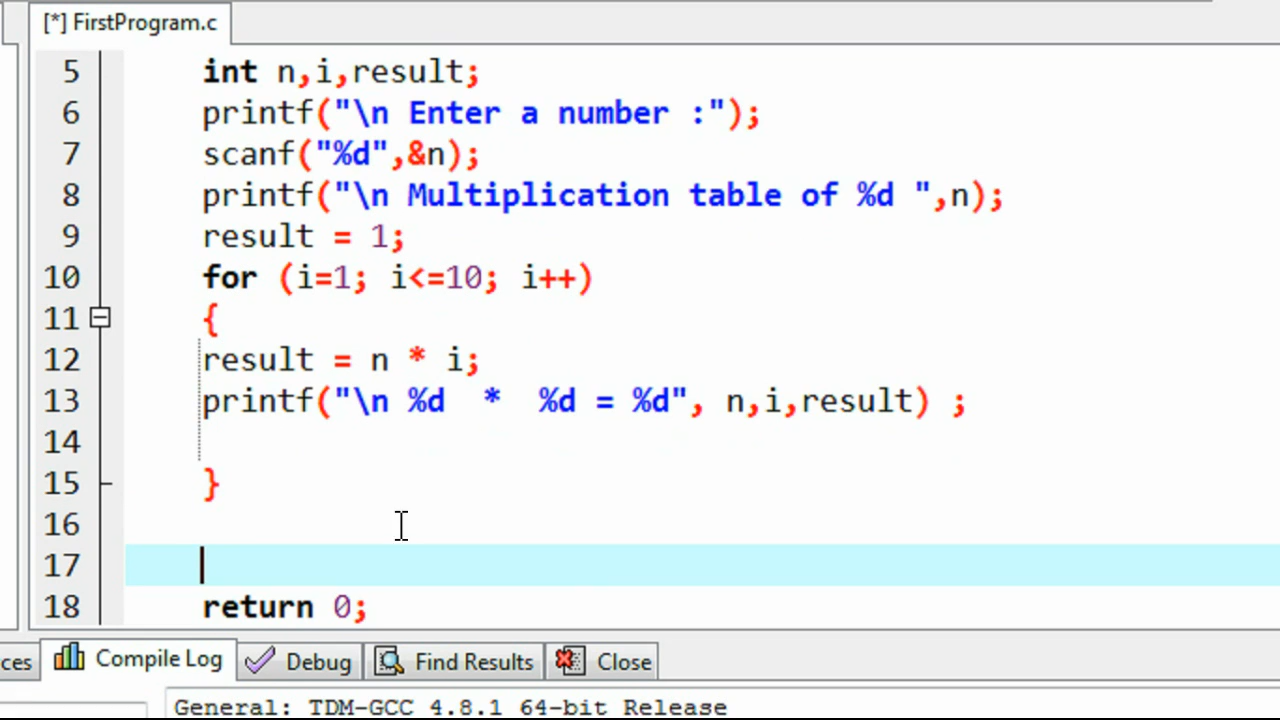 [*] FirstProgram.c
5 int n,i,result;
6 printf("\n Enter a number :");
7 scanf("%d",&n);
8 printf("\n Multiplication table of %d ",n);
9 result = 1;
10 for (i=1; i<=10; i++)
11 {
12 result = n * i;
13 printf("\n %d  *  %d = %d", n,i,result) ;
14
15 }
16
17
18 return 0;
ces Compile Log Debug Find Results Close
General: TDM-GCC 4.8.1 64-bit Release